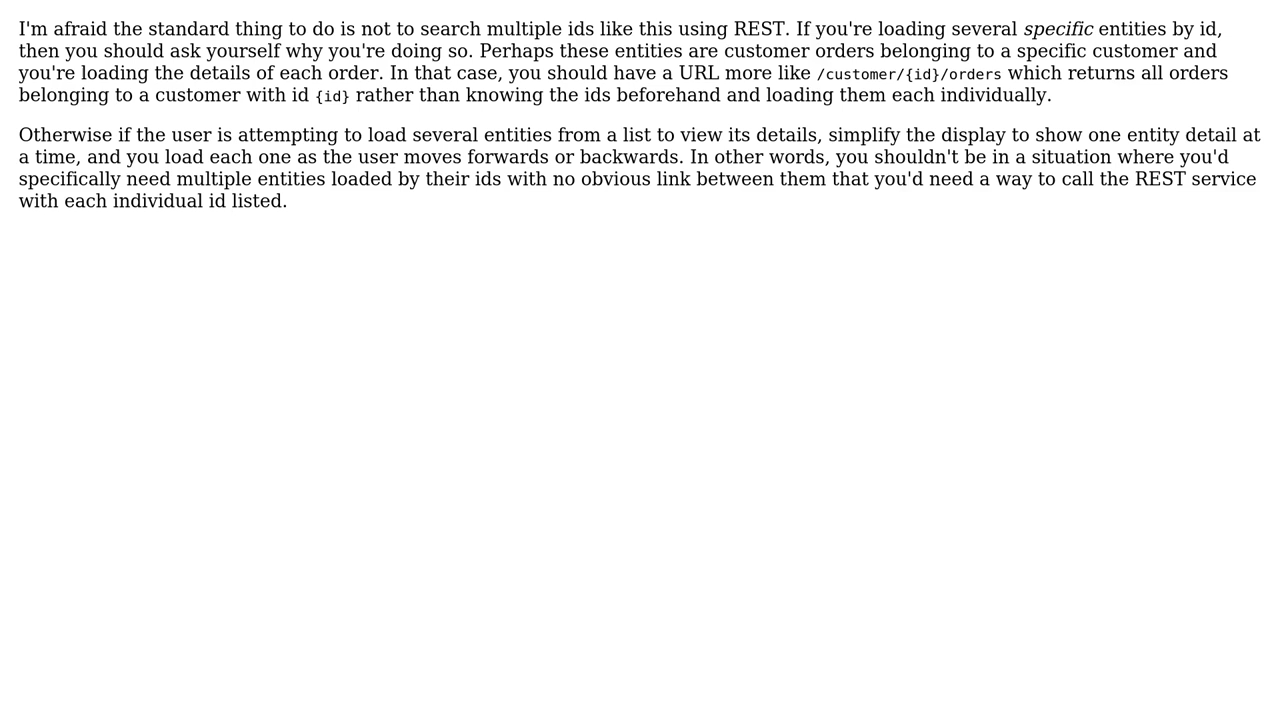 I'm afraid the standard thing to do is not to search multiple ids like this using REST. If you're loading several specific entities by id,
then you should ask yourself why you're doing so. Perhaps these entities are customer orders belonging to a specific customer and
you're loading the details of each order. In that case, you should have a URL more like /customer/{id}/orders which returns all orders
belonging to a customer with id {id} rather than knowing the ids beforehand and loading them each individually.
Otherwise if the user is attempting to load several entities from a list to view its details, simplify the display to show one entity detail at
a time, and you load each one as the user moves forwards or backwards. In other words, you shouldn't be in a situation where you'd
specifically need multiple entities loaded by their ids with no obvious link between them that you'd need a way to call the REST service
with each individual id listed.